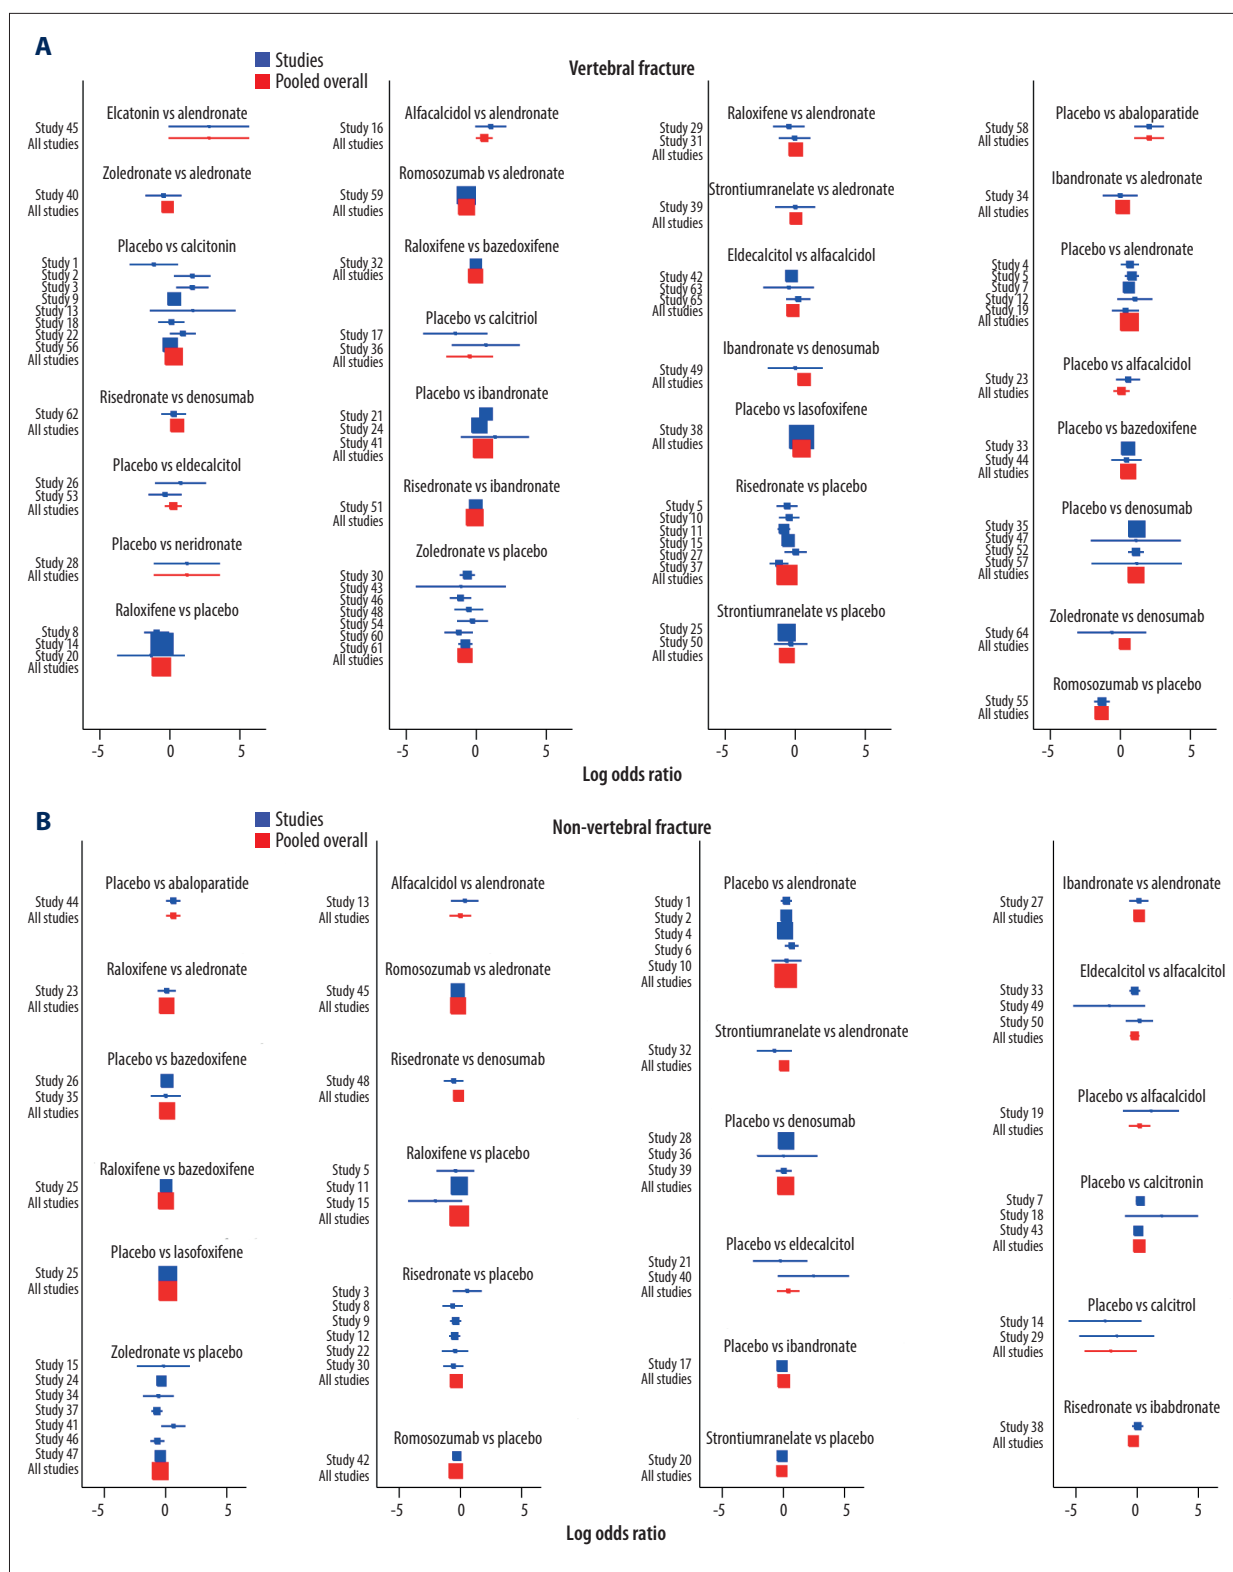 A
Studies
Pooled overall
Vertebral fracture
Elcatonin vs alendronate
Study 45
All studies
Zoledronate vs aledronate
Study 40
All studies
Placebo vs calcitonin
Study 1
Study 2
Study 3
Study 9
Study 13
Study 18
Study 22
Study 56
All studies
Risedronate vs denosumab
Study 62
All studies
Placebo vs eldecalcitol
Study 26
Study 53
All studies
Placebo vs neridronate
Study 28
All studies
Raloxifene vs placebo
Study 8
Study 14
Study 20
All studies
-5 0 5
Alfacalcidol vs alendronate
Study 16
All studies
Romosozumab vs aledronate
Study 59
All studies
Raloxifene vs bazedoxifene
Study 32
All studies
Placebo vs calcitriol
Study 17
Study 36
All studies
Placebo vs ibandronate
Study 21
Study 24
Study 41
All studies
Risedronate vs ibandronate
Study 51
All studies
Zoledronate vs placebo
Study 30
Study 43
Study 46
Study 48
Study 54
Study 60
Study 61
All studies
-5 0 5
Raloxifene vs alendronate
Study 29
Study 31
All studies
Strontiumranelate vs aledronate
Study 39
All studies
Eldecalcitol vs alfacalcidol
Study 42
Study 63
Study 65
All studies
Ibandronate vs denosumab
Study 49
All studies
Placebo vs lasofoxifene
Study 38
All studies
Risedronate vs placebo
Study 5
Study 10
Study 11
Study 15
Study 27
Study 37
All studies
Strontiumranelate vs placebo
Study 25
Study 50
All studies
-5 0 5
Placebo vs abaloparatide
Study 58
All studies
Ibandronate vs aledronate
Study 34
All studies
Placebo vs alendronate
Study 4
Study 5
Study 7
Study 12
Study 19
All studies
Placebo vs alfacalcidol
Study 23
All studies
Placebo vs bazedoxifene
Study 33
Study 44
All studies
Placebo vs denosumab
Study 35
Study 47
Study 52
Study 57
All studies
Zoledronate vs denosumab
Study 64
All studies
Romosozumab vs placebo
Study 55
All studies
-5 0 5
Log odds ratio
B
Studies
Pooled overall
Non-vertebral fracture
Placebo vs abaloparatide
Study 44
All studies
Raloxifene vs aledronate
Study 23
All studies
Placebo vs bazedoxifene
Study 26
Study 35
All studies
Raloxifene vs bazedoxifene
Study 25
All studies
Placebo vs lasofoxifene
Study 25
All studies
Zoledronate vs placebo
Study 15
Study 24
Study 34
Study 37
Study 41
Study 46
Study 47
All studies
-5 0 5
Alfacalcidol vs alendronate
Study 13
All studies
Romosozumab vs aledronate
Study 45
All studies
Risedronate vs denosumab
Study 48
All studies
Raloxifene vs placebo
Study 5
Study 11
Study 15
All studies
Risedronate vs placebo
Study 3
Study 8
Study 9
Study 12
Study 22
Study 30
All studies
Romosozumab vs placebo
Study 42
All studies
-5 0 5
Placebo vs alendronate
Study 1
Study 2
Study 4
Study 6
Study 10
All studies
Strontiumranelate vs alendronate
Study 32
All studies
Placebo vs denosumab
Study 28
Study 36
Study 39
All studies
Placebo vs eldecalcitol
Study 21
Study 40
All studies
Placebo vs ibandronate
Study 17
All studies
Strontiumranelate vs placebo
Study 20
All studies
-5 0 5
Ibandronate vs alendronate
Study 27
All studies
Eldecalcitol vs alfacalcitol
Study 33
Study 49
Study 50
All studies
Placebo vs alfacalcidol
Study 19
All studies
Placebo vs calcitronin
Study 7
Study 18
Study 43
All studies
Placebo vs calcitrol
Study 14
Study 29
All studies
Risedronate vs ibabdronate
Study 38
All studies
-5 0 5
Log odds ratio